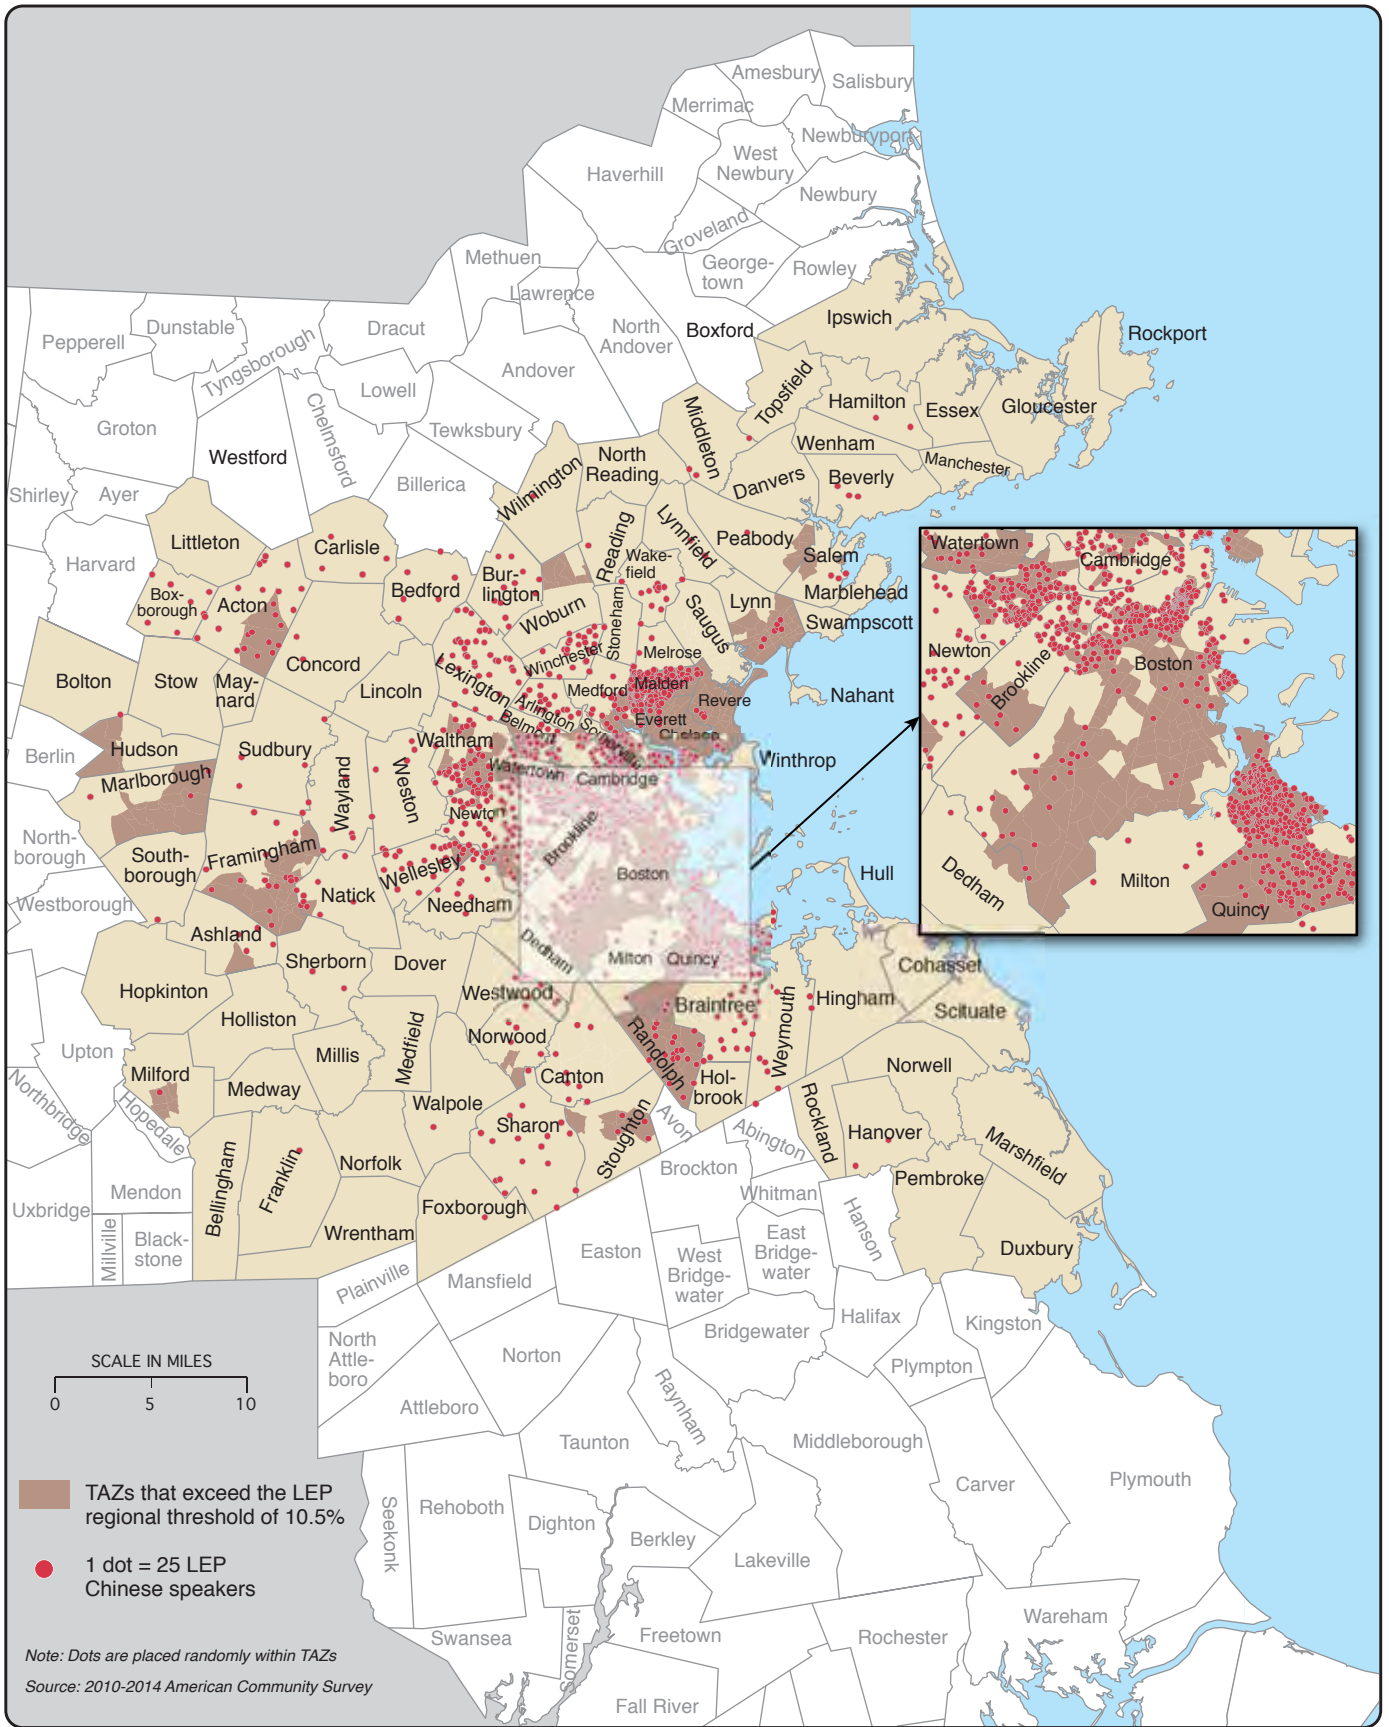 Amesbury
Salisbury
Merrimac
Newburyport
West
Newbury
Haverhill
Newbury
Groveland
Methuen
George-
town
Rowley
Lawrence
Ipswich
Dunstable
Dracut
North
Andover
Boxford
Rockport
Pepperell
Tyngsborough
Andover
Topsfield
Lowell
Hamilton
Essex
Gloucester
Middleton
Groton
Chelmsford
Tewksbury
Wenham
Westford
North
Reading
Manchester
Wilmington
Danvers
Beverly
Shirley
Ayer
Billerica
Lynnfield
Reading
Peabody
Littleton
Carlisle
Wake-
field
Salem
Harvard
Bur-
lington
Bedford
Marblehead
Box-
borough
Acton
Woburn
Stoneham
Saugus
Lynn
Swampscott
Concord
Winchester
Melrose
Bolton
Stow
May-
nard
Lincoln
Lexington
Medford
Malden
Revere
Nahant
Arlington
Belmont
Somerville
Everett
Chelsea
Berlin
Hudson
Sudbury
Waltham
Winthrop
Marlborough
Wayland
Weston
Watertown
Cambridge
Newton
North-
borough
South-
borough
Framingham
Wellesley
Brookline
Boston
Hull
Natick
Needham
Westborough
Ashland
Dedham
Milton
Quincy
Sherborn
Dover
Cohasset
Hopkinton
Westwood
Braintree
Weymouth
Hingham
Scituate
Holliston
Norwood
Randolph
Upton
Millis
Medfield
Norwell
Milford
Medway
Canton
Hol-
brook
Northbridge
Hopedale
Walpole
Sharon
Stoughton
Avon
Abington
Rockland
Hanover
Marshfield
Bellingham
Franklin
Norfolk
Brockton
Pembroke
Mendon
Whitman
Uxbridge
Foxborough
Hanson
Millville
Black-
stone
Wrentham
Easton
West
Bridge-
water
East
Bridge-
water
Duxbury
Plainville
Mansfield
Halifax
Kingston
North
Attle-
boro
Norton
Bridgewater
Plympton
Raynham
Attleboro
Taunton
Middleborough
Carver
Plymouth
Seekonk
Rehoboth
Dighton
Berkley
Lakeville
Swansea
Somerset
Freetown
Rochester
Wareham
Fall River
Watertown
Cambridge
Newton
Brookline
Boston
Dedham
Milton
Quincy
SCALE IN MILES
0 5 10
TAZs that exceed the LEP
regional threshold of 10.5%
1 dot = 25 LEP
Chinese speakers
Note: Dots are placed randomly within TAZs
Source: 2010-2014 American Community Survey